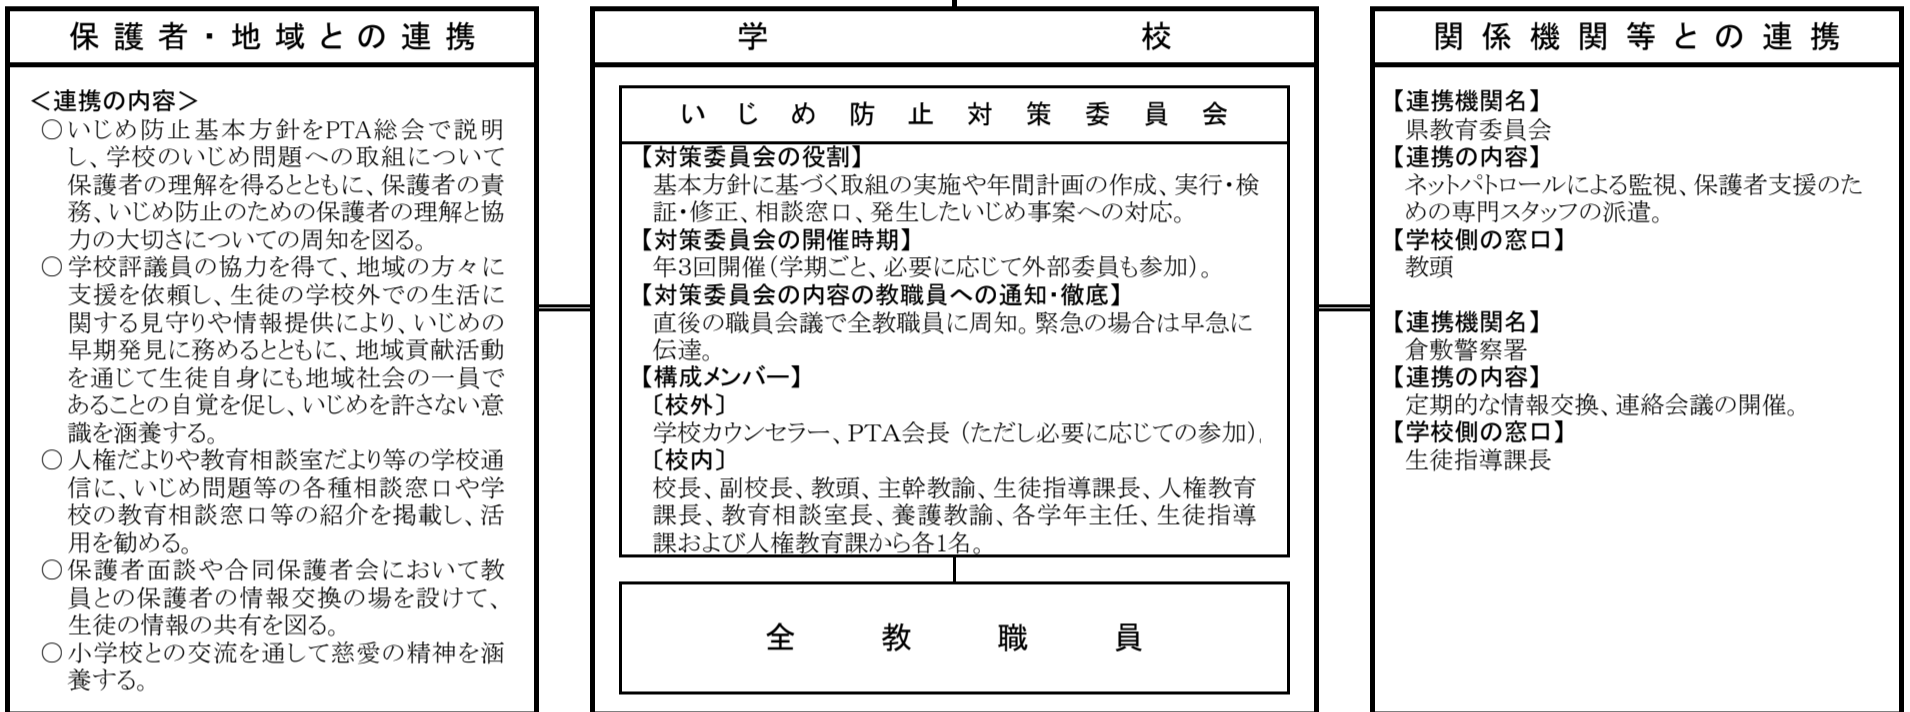 保護者・地域との連携
＜連携の内容＞
○いじめ防止基本方針をPTA総会で説明
し、学校のいじめ問題への取組について
保護者の理解を得るとともに、保護者の責
務、いじめ防止のための保護者の理解と協
力の大切さについての周知を図る。
○学校評議員の協力を得て、地域の方々に
支援を依頼し、生徒の学校外での生活に
関する見守りや情報提供により、いじめの
早期発見に務めるとともに、地域貢献活動
を通じて生徒自身にも地域社会の一員で
あることの自覚を促し、いじめを許さない意
識を涵養する。
○人権だよりや教育相談室だより等の学校通
信に、いじめ問題等の各種相談窓口や学
校の教育相談窓口等の紹介を掲載し、活
用を勧める。
○保護者面談や合同保護者会において教
員との保護者の情報交換の場を設けて、
生徒の情報の共有を図る。
○小学校との交流を通して慈愛の精神を涵
養する。
学校
いじめ防止対策委員会
【対策委員会の役割】
基本方針に基づく取組の実施や年間計画の作成、実行・検
証・修正、相談窓口、発生したいじめ事案への対応。
【対策委員会の開催時期】
年３回開催（学期ごと、必要に応じて外部委員も参加）。
【対策委員会の内容の教職員への通知・徹底】
直後の職員会議で全教職員に周知。緊急の場合は早急に
伝達。
【構成メンバー】
〔校外〕
学校カウンセラー、PTA会長（ただし必要に応じての参加）。
〔校内〕
校長、副校長、教頭、主幹教諭、生徒指導課長、人権教育
課長、教育相談室長、養護教諭、各学年主任、生徒指導
課および人権教育課から各1名。
全教職員
関係機関等との連携
【連携機関名】
県教育委員会
【連携の内容】
ネットパトロールによる監視、保護者支援のた
めの専門スタッフの派遣。
【学校側の窓口】
教頭
【連携機関名】
倉敷警察署
【連携の内容】
定期的な情報交換、連絡会議の開催。
【学校側の窓口】
生徒指導課長